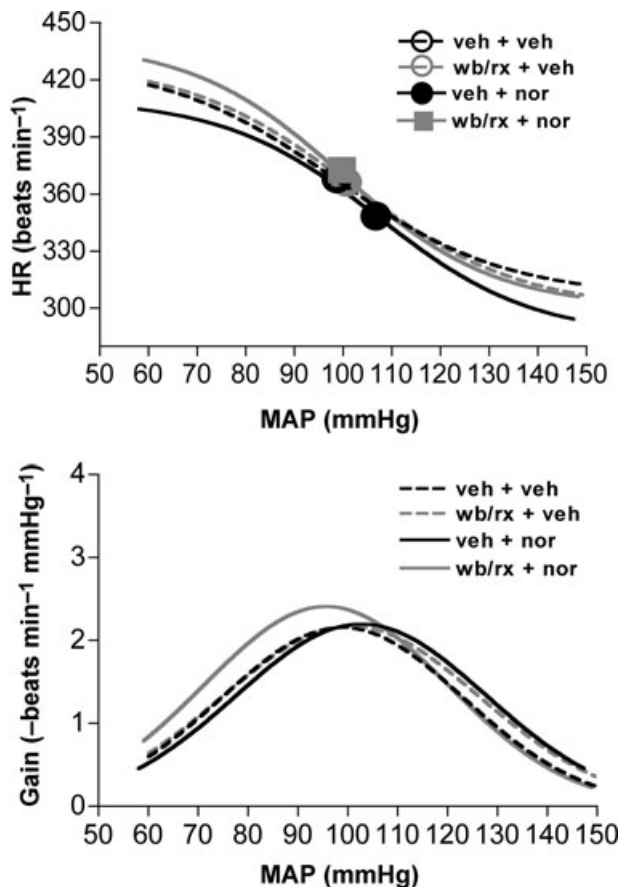 450
420
390
360
330
300
HR (beats min⁻¹)
veh + veh
wb/rx + veh
veh + nor
wb/rx + nor
50 60 70 80 90 100 110 120 130 140 150
MAP (mmHg)
4
3
2
1
0
Gain (–beats min⁻¹ mmHg⁻¹)
veh + veh
wb/rx + veh
veh + nor
wb/rx + nor
50 60 70 80 90 100 110 120 130 140 150
MAP (mmHg)